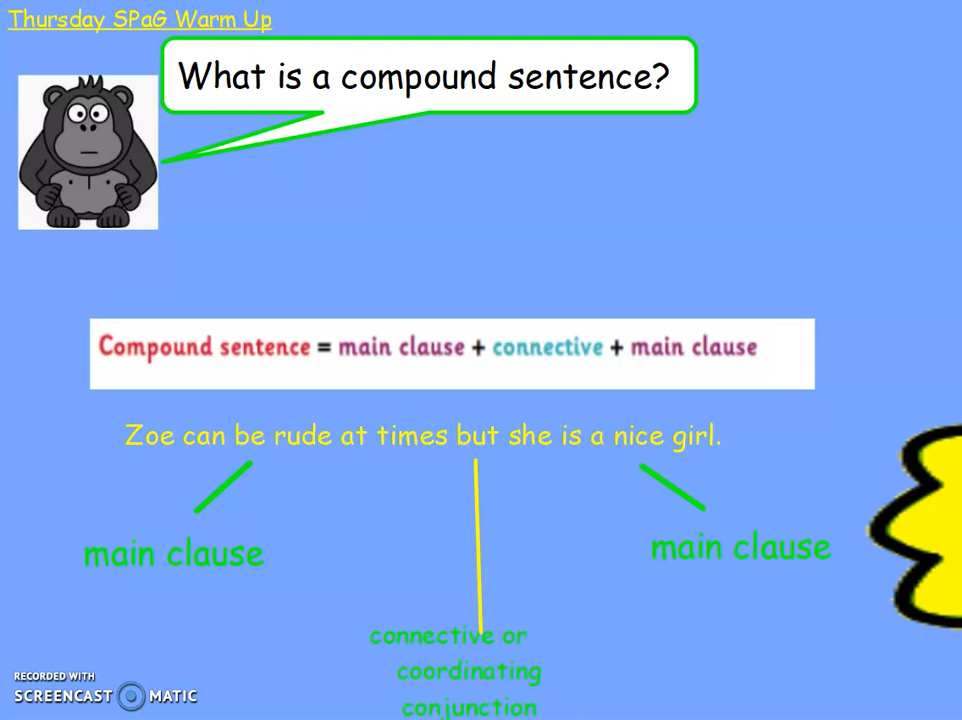 Thursday SPaG Warm Up
What is a compound sentence?
Compound sentence = main clause + connective + main clause
Zoe can be rude at times but she is a nice girl.
main clause
main clause
connective or
coordinating
conjunction
RECORDED WITH
SCREENCAST MATIC